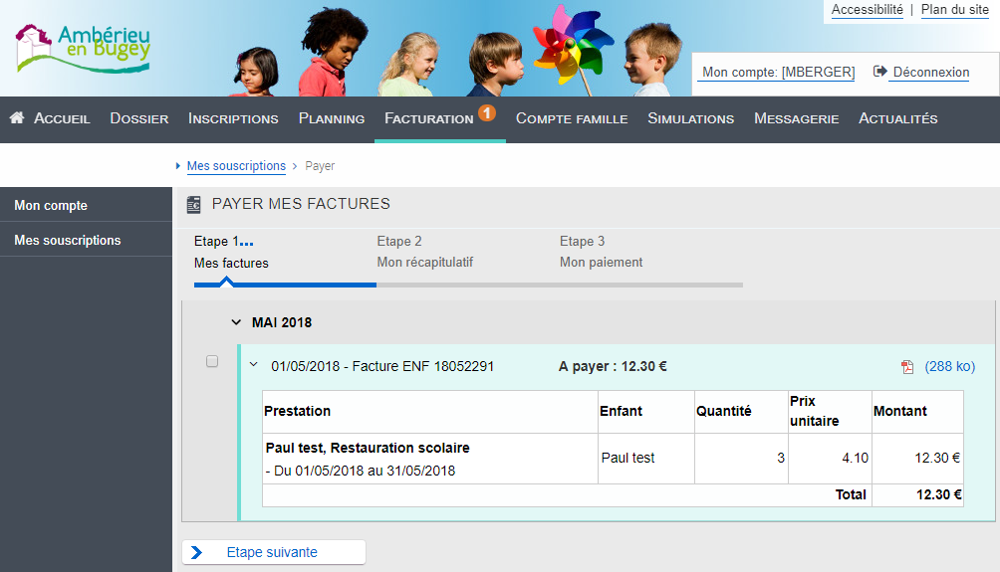 Accessibilité | Plan du site
Ambérieu
en Bugey
Mon compte: [MBERGER] Déconnexion
ACCUEIL DOSSIER INSCRIPTIONS PLANNING FACTURATION 1 COMPTE FAMILLE SIMULATIONS MESSAGERIE ACTUALITÉS
Mes souscriptions > Payer
Mon compte
Mes souscriptions
PAYER MES FACTURES
Etape 1... Etape 2 Etape 3
Mes factures Mon récapitulatif Mon paiement
MAI 2018
01/05/2018 - Facture ENF 18052291 A payer : 12.30 € (288 ko)
Prestation Enfant Quantité Prix unitaire Montant
Paul test, Restauration scolaire
- Du 01/05/2018 au 31/05/2018 Paul test 3 4.10 12.30 €
Total 12.30 €
Etape suivante